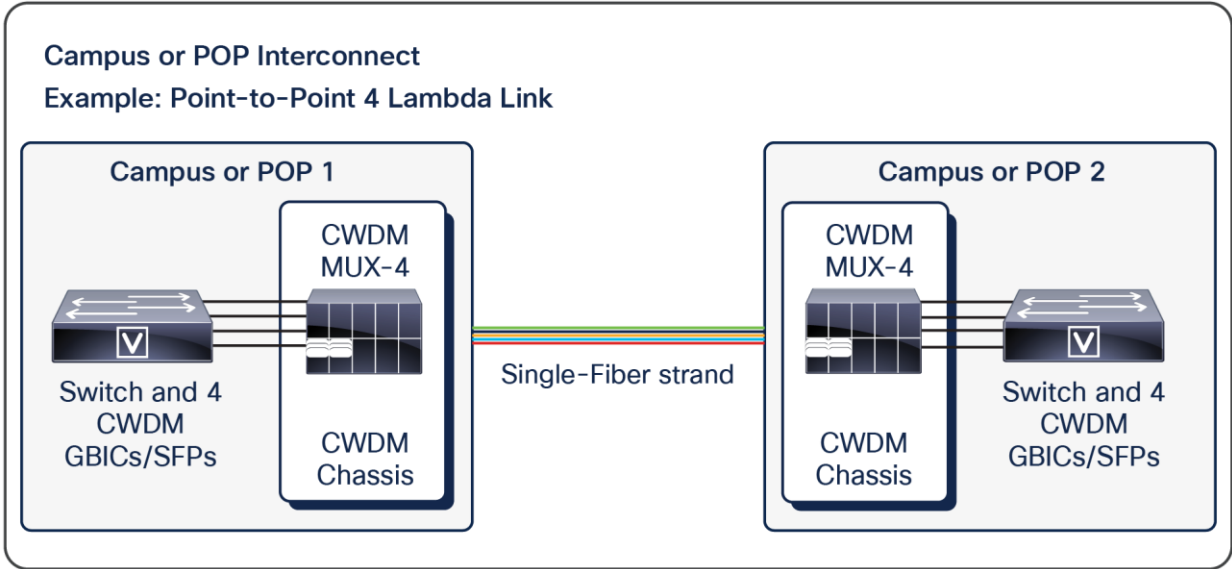 Campus or POP Interconnect
Example: Point-to-Point 4 Lambda Link
Campus or POP 1
CWDM
MUX-4
V
Switch and 4
CWDM
GBICs/SFPs
CWDM
Chassis
Single-Fiber strand
Campus or POP 2
CWDM
MUX-4
V
CWDM
Chassis
Switch and 4
CWDM
GBICs/SFPs